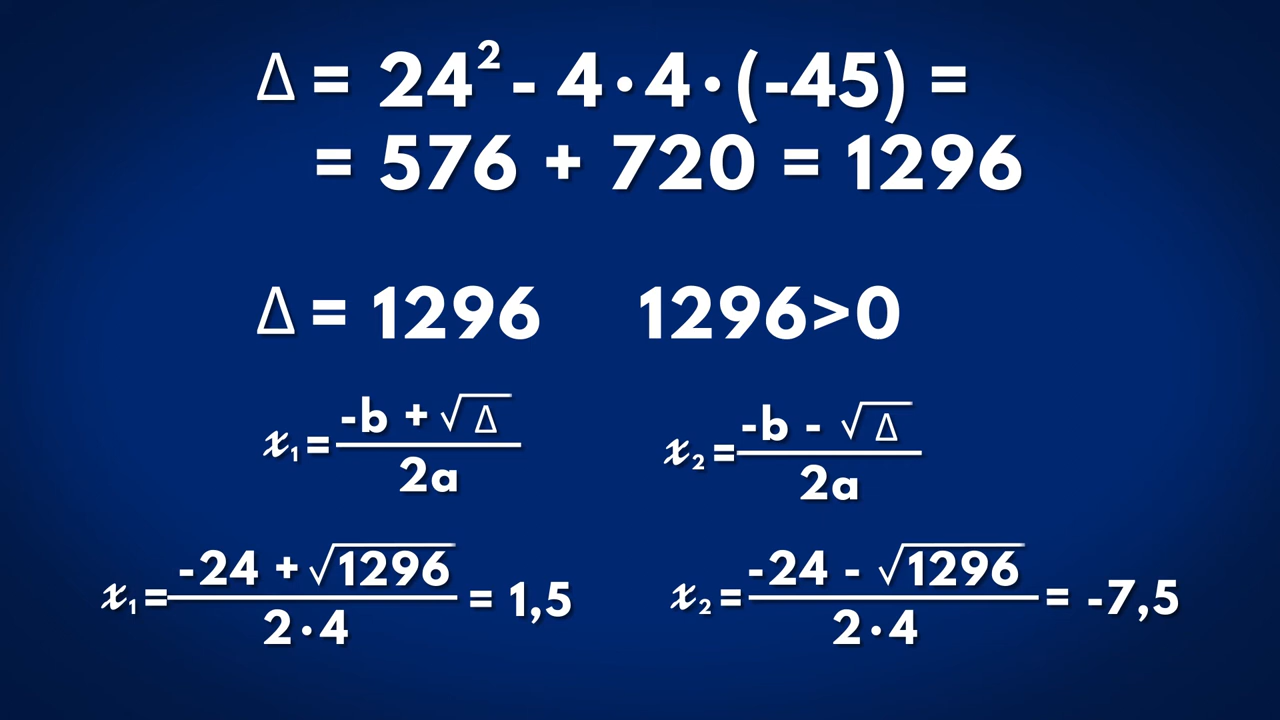 Δ = 24² - 4·4·(-45) =
= 576 + 720 = 1296
Δ = 1296 1296>0
x₁ = (-b + √Δ) / 2a x₂ = (-b - √Δ) / 2a
x₁ = (-24 + √1296) / 2·4 = 1,5 x₂ = (-24 - √1296) / 2·4 = -7,5